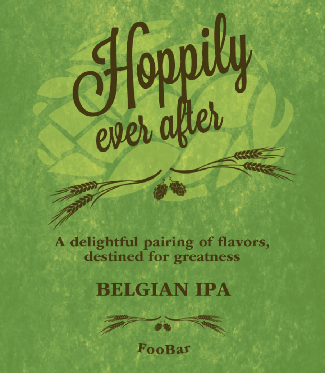 Hoppily
ever after
A delightful pairing of flavors,
destined for greatness
BELGIAN IPA
FooBar